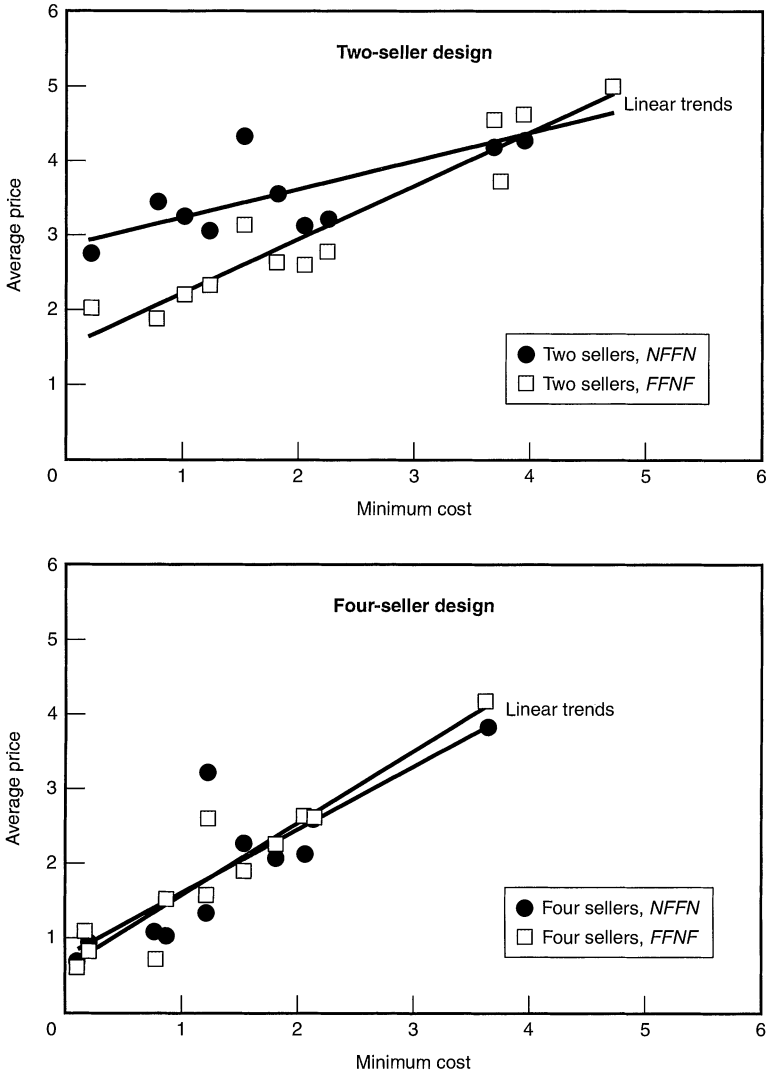 6
Two-seller design
5
Linear trends
4
Average price
3
2
Two sellers, NFFN
Two sellers, FFNF
1
0 1 2 3 4 5 6
Minimum cost
6
Four-seller design
5
Linear trends
4
Average price
3
2
Four sellers, NFFN
Four sellers, FFNF
1
0 1 2 3 4 5 6
Minimum cost